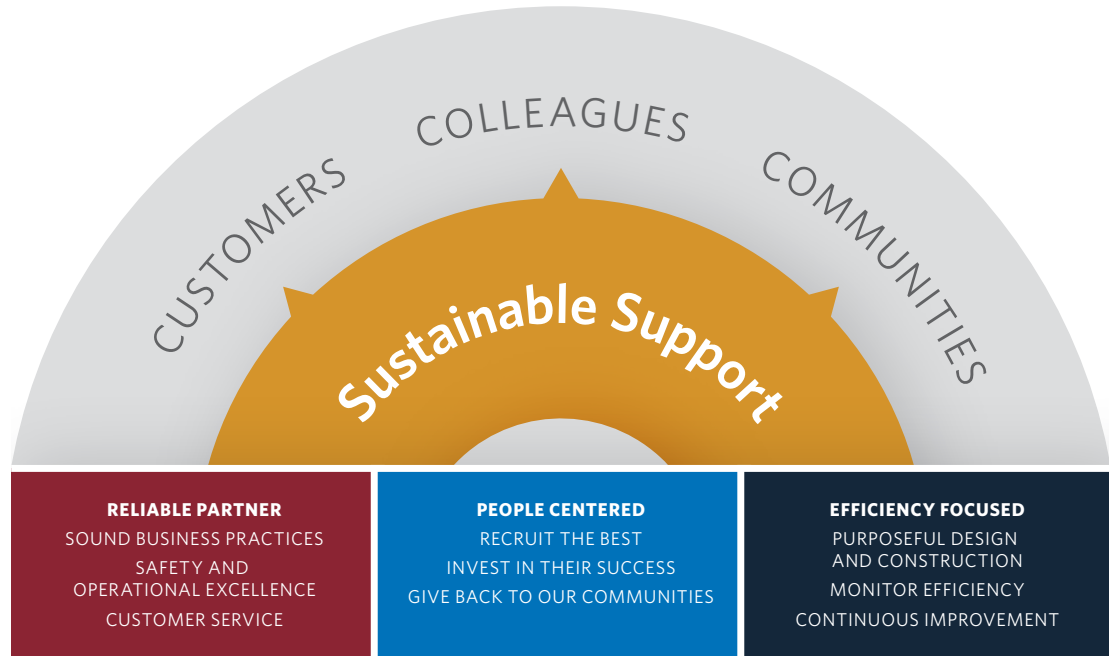 CUSTOMERS
COLLEAGUES
COMMUNITIES
Sustainable Support
RELIABLE PARTNER
SOUND BUSINESS PRACTICES
SAFETY AND
OPERATIONAL EXCELLENCE
CUSTOMER SERVICE
PEOPLE CENTERED
RECRUIT THE BEST
INVEST IN THEIR SUCCESS
GIVE BACK TO OUR COMMUNITIES
EFFICIENCY FOCUSED
PURPOSEFUL DESIGN
AND CONSTRUCTION
MONITOR EFFICIENCY
CONTINUOUS IMPROVEMENT